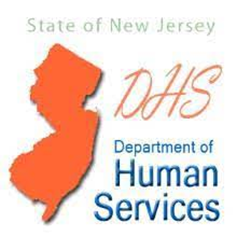 State of New Jersey
DHS
Department of
Human
Services